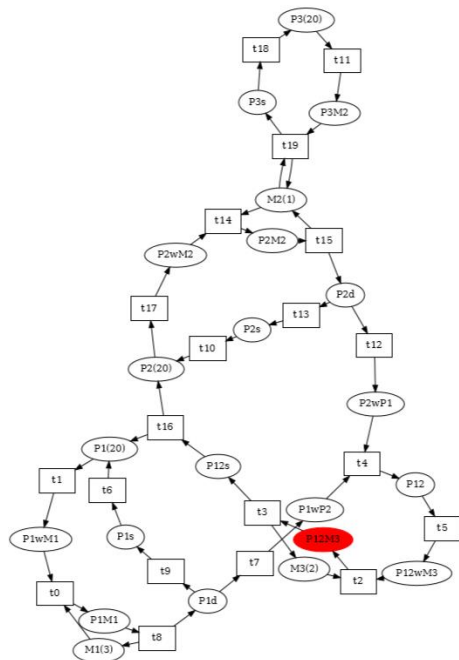 P3(20)
t18
t11
P3s
P3M2
t19
M2(1)
t14
P2M2
t15
P2wM2
P2d
t17
t13
P2s
t10
t12
P2(20)
P2wP1
t16
P1(20)
t4
P12s
P12
t1
t6
P1wP2
t3
t5
P1wM1
P1s
P12M3
t7
t9
M3(2)
t2
P12wM3
t0
P1d
P1M1
t8
M1(3)